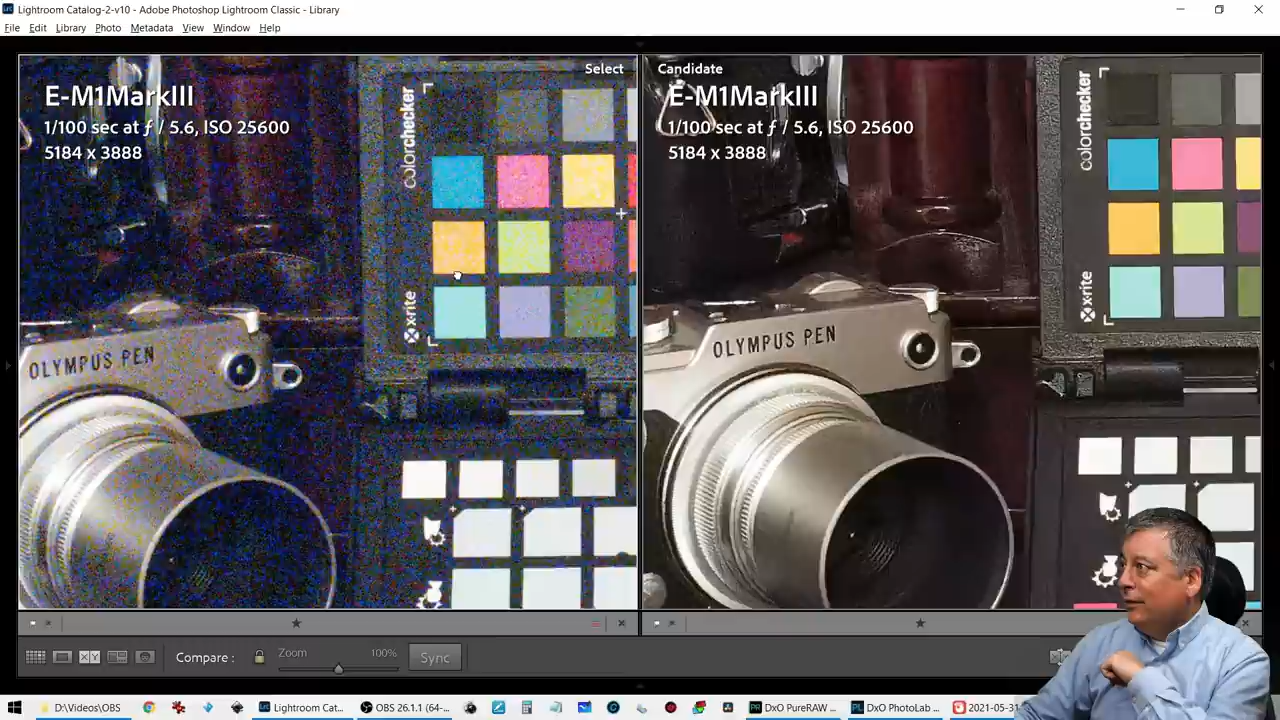 Lightroom Catalog-2-v10 - Adobe Photoshop Lightroom Classic - Library
File Edit Library Photo Metadata View Window Help
Select
E-M1MarkIII
1/100 sec at ƒ / 5.6, ISO 25600
5184 x 3888
colorchecker
x-rite
OLYMPUS PEN
Candidate
E-M1MarkIII
1/100 sec at ƒ / 5.6, ISO 25600
5184 x 3888
colorchecker
x-rite
OLYMPUS PEN
Compare : Zoom 100% Sync
D:\Videos\OBS
Lightroom Cat...
OBS 26.1.1 (64-...
DxO PureRAW ...
DxO PhotoLab ...
2021-05-31